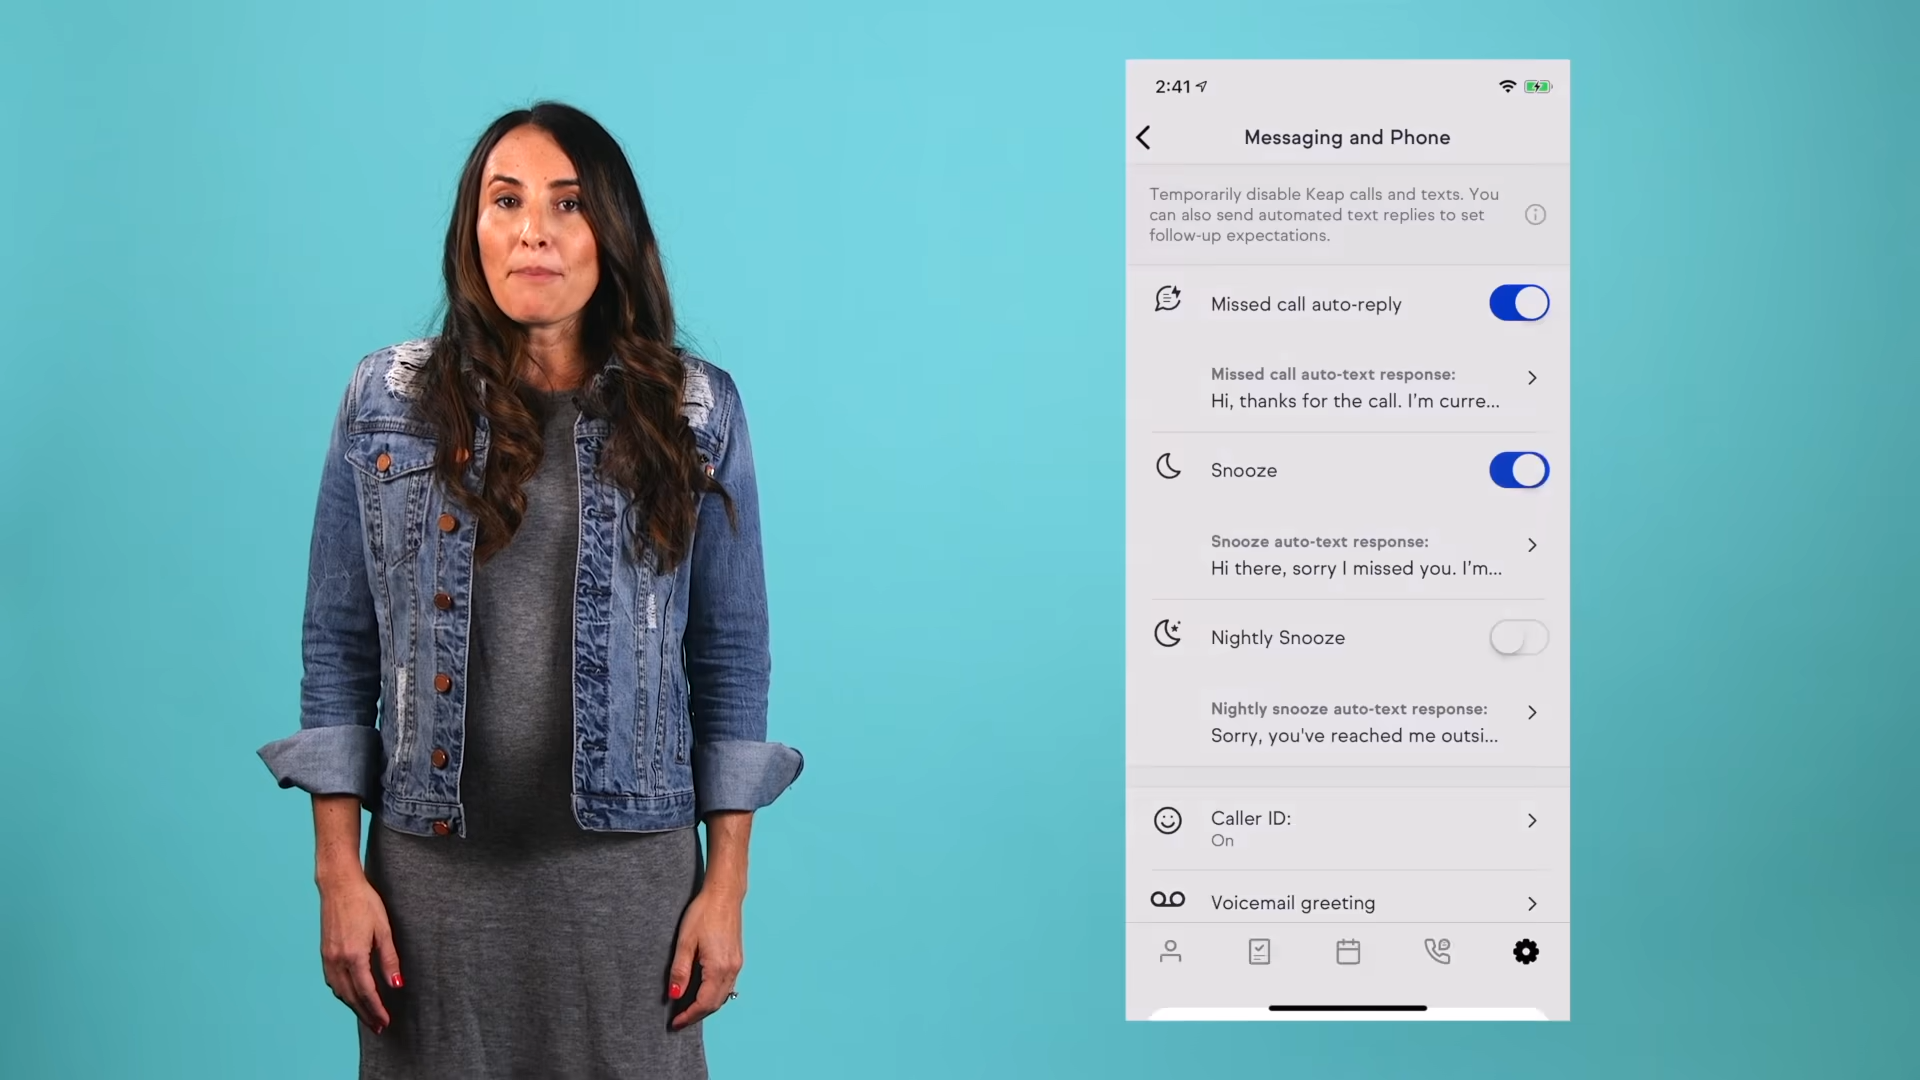 2:41
Messaging and Phone
Temporarily disable Keap calls and texts. You
can also send automated text replies to set
follow-up expectations.
Missed call auto-reply
Missed call auto-text response:
Hi, thanks for the call. I'm curre...
Snooze
Snooze auto-text response:
Hi there, sorry I missed you. I'm...
Nightly Snooze
Nightly snooze auto-text response:
Sorry, you've reached me outsi...
Caller ID:
On
Voicemail greeting